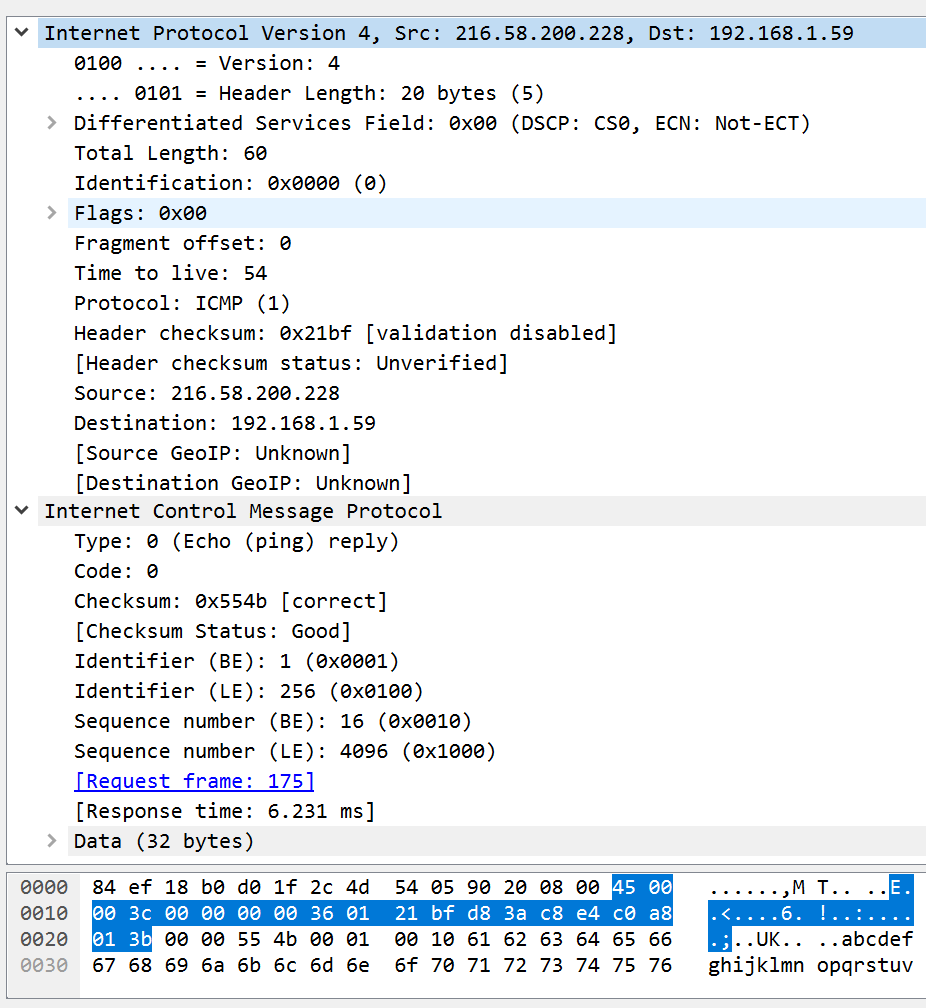 Internet Protocol Version 4, Src: 216.58.200.228, Dst: 192.168.1.59
0100 .... = Version: 4
.... 0101 = Header Length: 20 bytes (5)
Differentiated Services Field: 0x00 (DSCP: CS0, ECN: Not-ECT)
Total Length: 60
Identification: 0x0000 (0)
Flags: 0x00
Fragment offset: 0
Time to live: 54
Protocol: ICMP (1)
Header checksum: 0x21bf [validation disabled]
[Header checksum status: Unverified]
Source: 216.58.200.228
Destination: 192.168.1.59
[Source GeoIP: Unknown]
[Destination GeoIP: Unknown]
Internet Control Message Protocol
Type: 0 (Echo (ping) reply)
Code: 0
Checksum: 0x554b [correct]
[Checksum Status: Good]
Identifier (BE): 1 (0x0001)
Identifier (LE): 256 (0x0100)
Sequence number (BE): 16 (0x0010)
Sequence number (LE): 4096 (0x1000)
[Request frame: 175]
[Response time: 6.231 ms]
Data (32 bytes)
0000 84 ef 18 b0 d0 1f 2c 4d 54 05 90 20 08 00 45 00 ......,M T.. ..E.
0010 00 3c 00 00 00 00 36 01 21 bf d8 3a c8 e4 c0 a8 .<....6. !..:....
0020 01 3b 00 00 55 4b 00 01 00 10 61 62 63 64 65 66 .;..UK.. ..abcdef
0030 67 68 69 6a 6b 6c 6d 6e 6f 70 71 72 73 74 75 76 ghijklmn opqrstuv